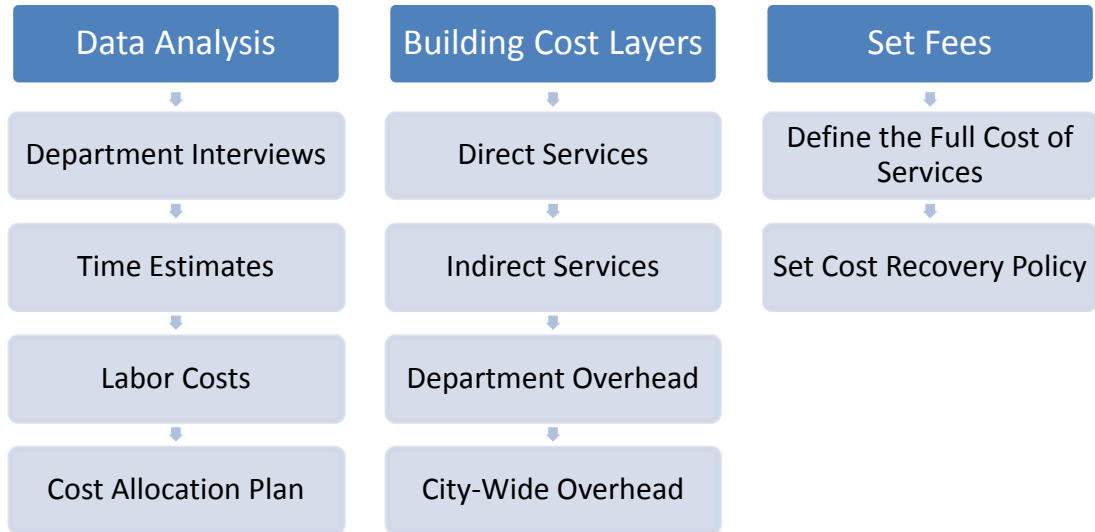 Data Analysis
Department Interviews
Time Estimates
Labor Costs
Cost Allocation Plan
Building Cost Layers
Direct Services
Indirect Services
Department Overhead
City-Wide Overhead
Set Fees
Define the Full Cost of
Services
Set Cost Recovery Policy